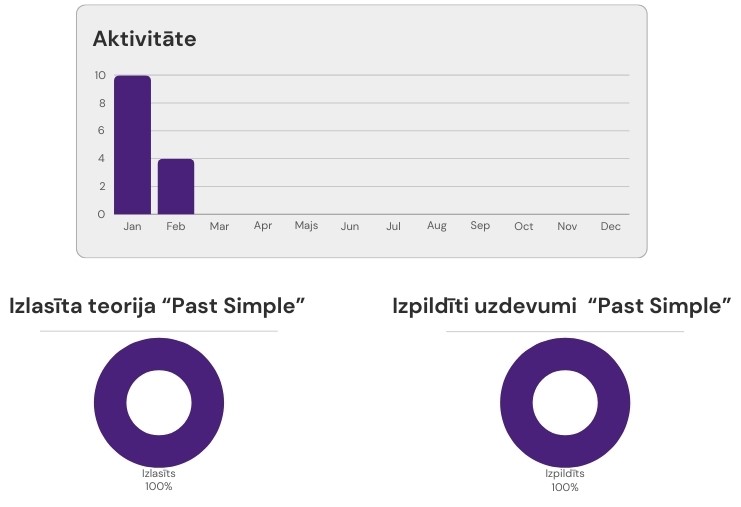 Aktivitāte
10
8
6
4
2
0
Jan Feb Mar Apr Majs Jun Jul Aug Sep Oct Nov Dec
Izlasīta teorija “Past Simple”
Izpildīti uzdevumi “Past Simple”
Izlasīts
100%
Izpildīts
100%